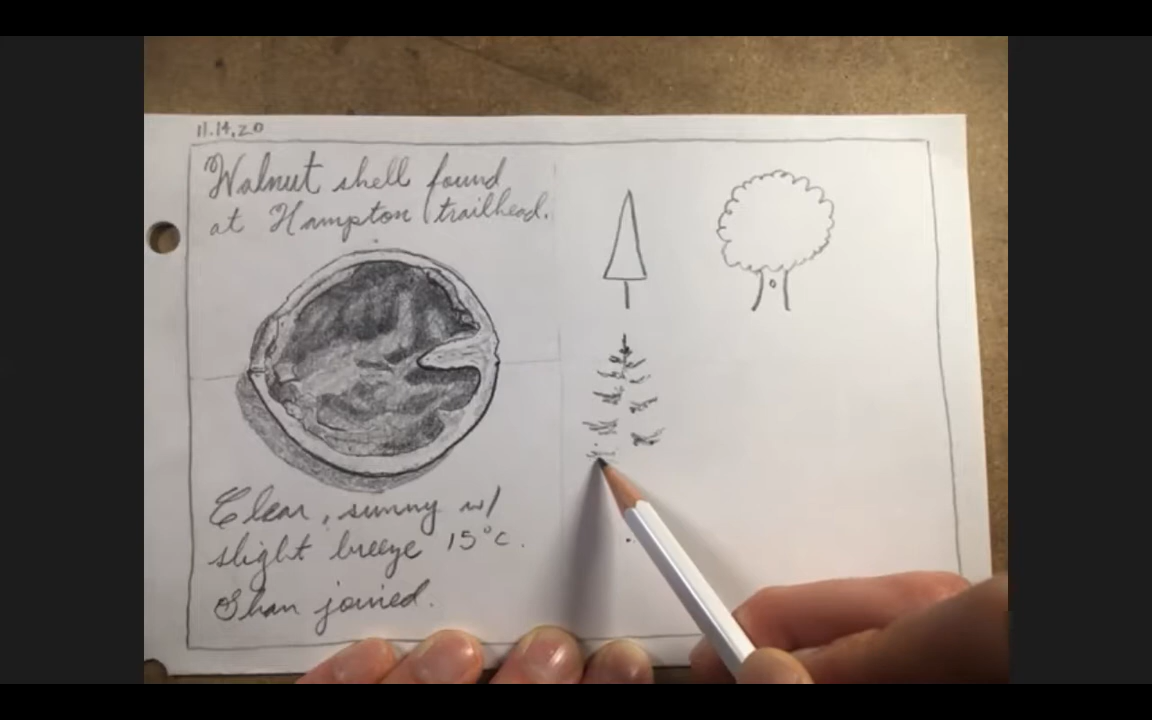 11.14.20
Walnut shell found
at Hampton trailhead.
Clear, sunny w/
slight breeze 15°C.
Shan joined.